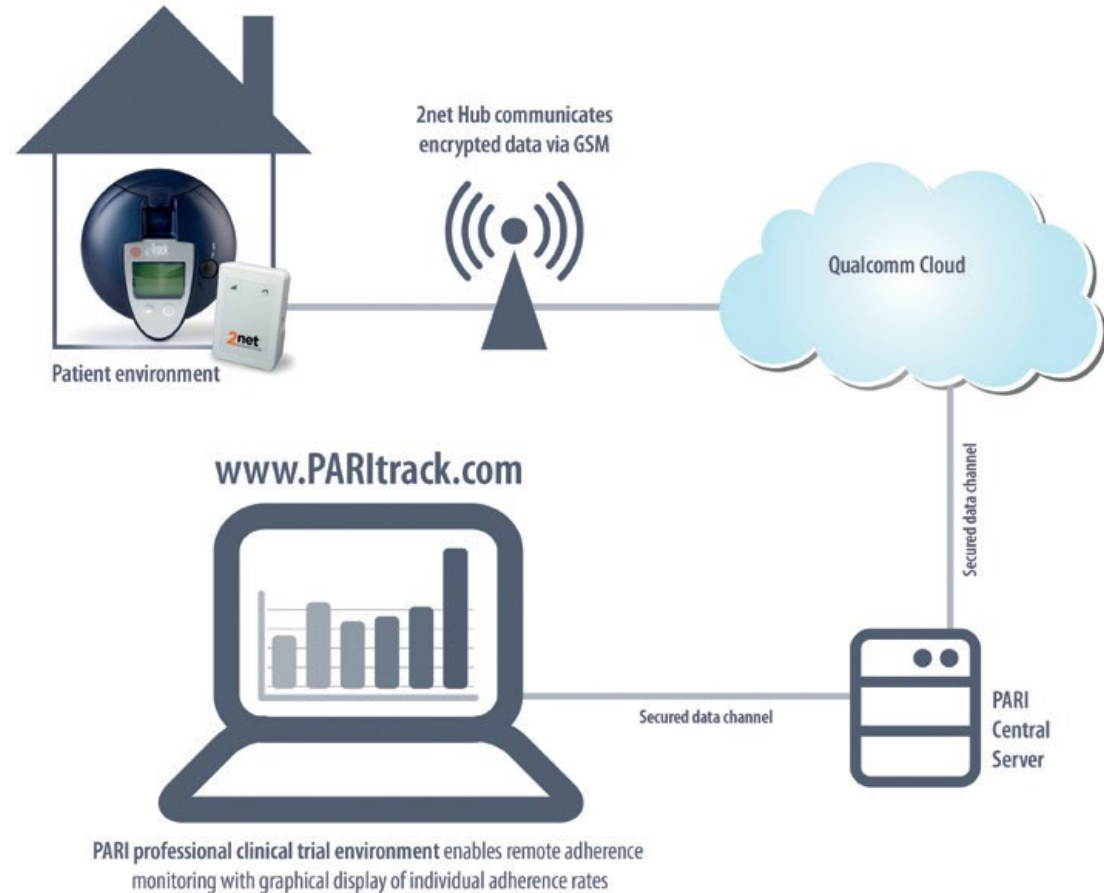 2net Hub communicates
encrypted data via GSM
Qualcomm Cloud
2net
Patient environment
Secured data channel
www.PARItrack.com
Secured data channel
PARI
Central
Server
PARI professional clinical trial environment enables remote adherence
monitoring with graphical display of individual adherence rates